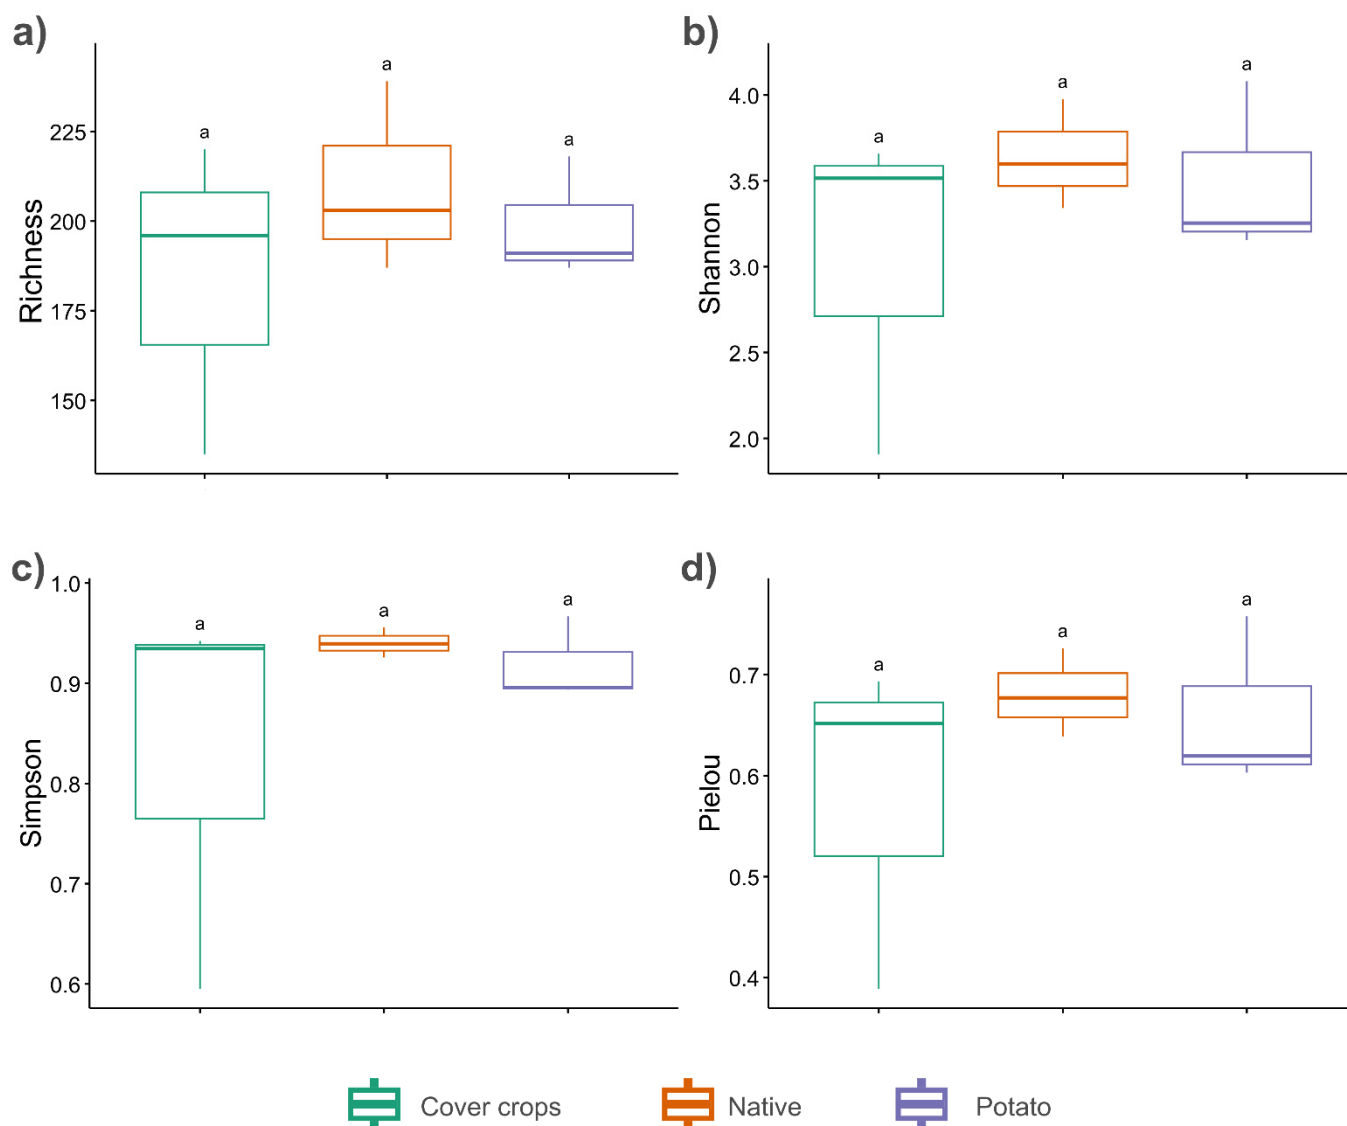 a)
a
a
a
225
200
175
150
Richness
b)
a
a
a
4.0
3.5
3.0
2.5
2.0
Shannon
c)
a
a
a
1.0
0.9
0.8
0.7
0.6
Simpson
d)
a
a
a
0.7
0.6
0.5
0.4
Pielou
Cover crops
Native
Potato